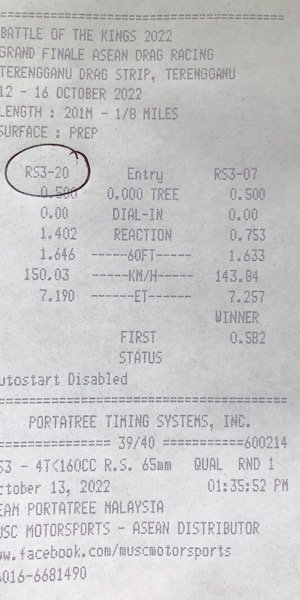 ================================
BATTLE OF THE KINGS 2022
GRAND FINALE ASEAN DRAG RACING
TERENGGANU DRAG STRIP, TERENGGANU
12 - 16 OCTOBER 2022
LENGTH : 201M - 1/8 MILES
SURFACE : PREP
RS3-20 Entry RS3-07
0.500 0.000 TREE 0.500
0.00 DIAL-IN 0.00
1.402 REACTION 0.753
1.646 -----60FT----- 1.633
150.03 -----KM/H----- 143.84
7.190 ------ET------ 7.257
WINNER
FIRST 0.582
STATUS
utostart Disabled
================================
PORTATREE TIMING SYSTEMS, INC.
============== 39/40 ===========600214
S3 - 4T<160CC R.S. 65mm QUAL RND 1
ctober 13, 2022 01:35:52 PM
EAM PORTATREE MALAYSIA
USC MOTORSPORTS - ASEAN DISTRIBUTOR
ww.facebook.com/muscmotorsports
016-6681490